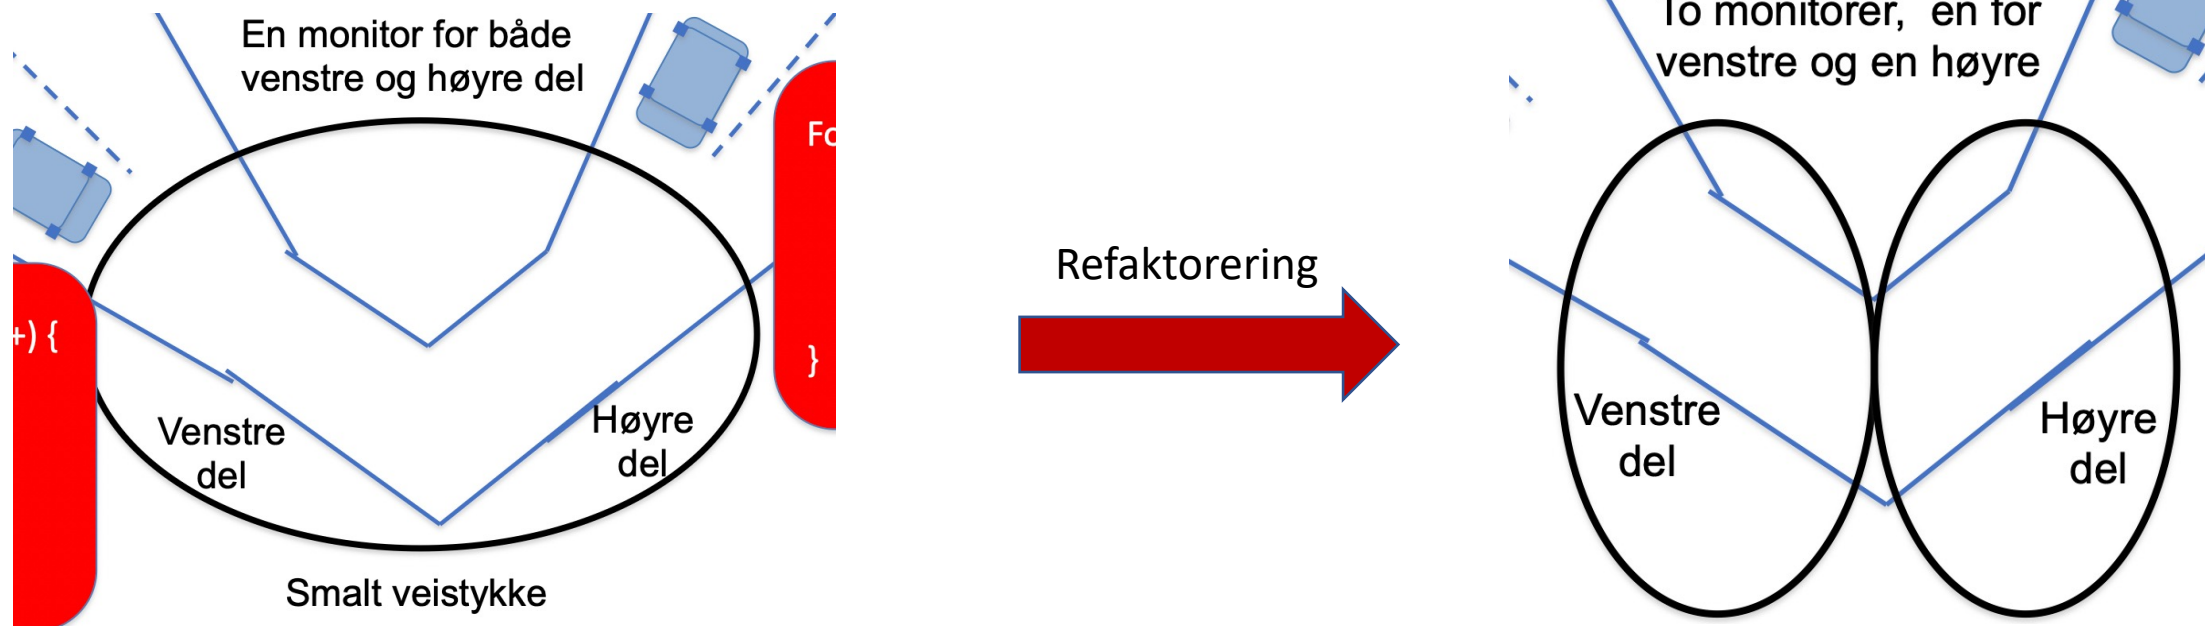 En monitor for både
venstre og høyre del
Fo
}
+) {
Venstre
del
Høyre
del
Smalt veistykke
Refaktorering
To monitorer, en for
venstre og en høyre
Venstre
del
Høyre
del